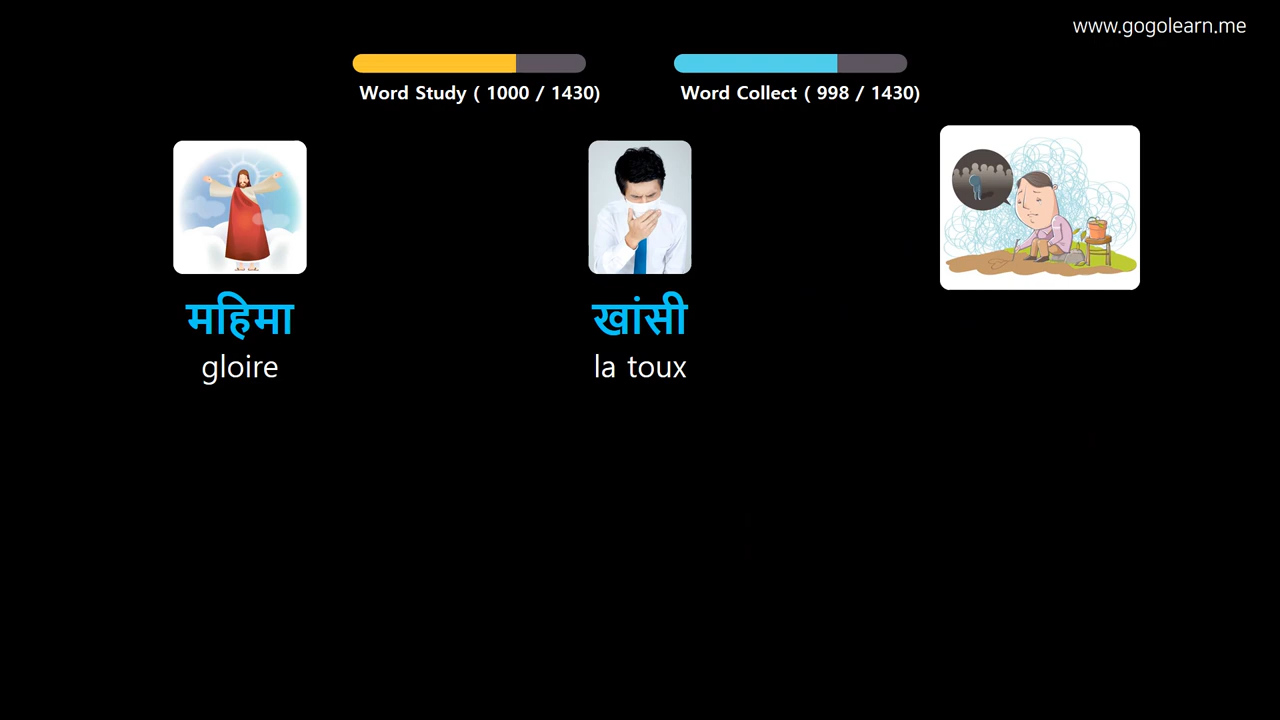 www.gogolearn.me
Word Study ( 1000 / 1430)
Word Collect ( 998 / 1430)
महिमा
gloire
खांसी
la toux